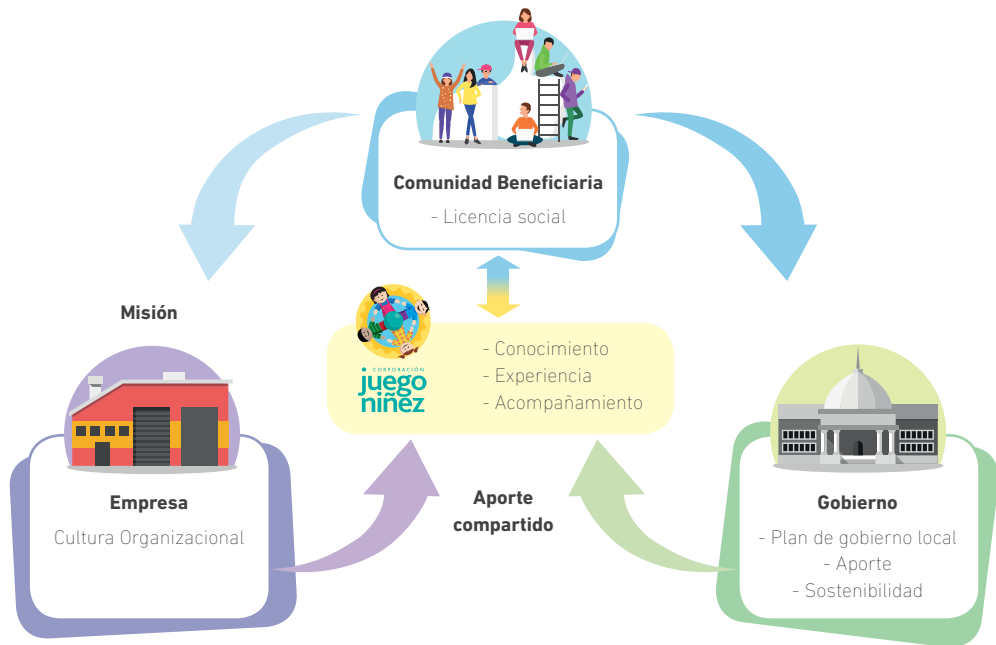 Comunidad Beneficiaria
- Licencia social
Misión
CORPORACIÓN
juego
niñez
- Conocimiento
- Experiencia
- Acompañamiento
Empresa
Cultura Organizacional
Aporte
compartido
Gobierno
- Plan de gobierno local
- Aporte
- Sostenibilidad